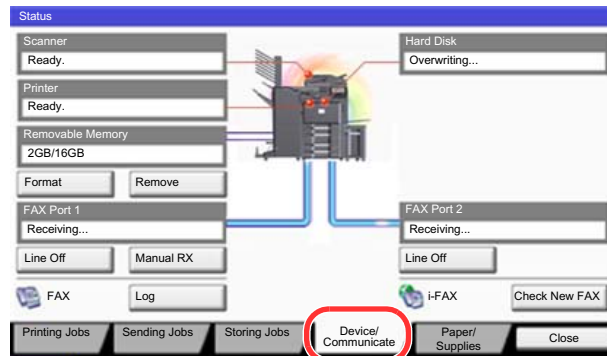 Status
Scanner
Ready.
Hard Disk
Overwriting...
Printer
Ready.
Removable Memory
2GB/16GB
Format
Remove
FAX Port 1
Receiving...
FAX Port 2
Receiving...
Line Off
Manual RX
Line Off
FAX
Log
i-FAX
Check New FAX
Printing Jobs
Sending Jobs
Storing Jobs
Device/
Communicate
Paper/
Supplies
Close